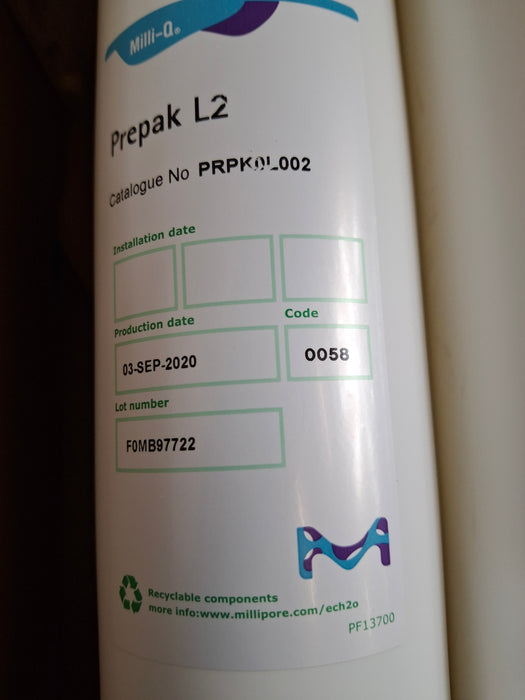 Milli-Q®
Prepak L2
Catalogue No PRPK0L002
Installation date
Production date
Code
03-SEP-2020
0058
Lot number
F0MB97722
Recyclable components
more info:www.millipore.com/ech2o
PF13700